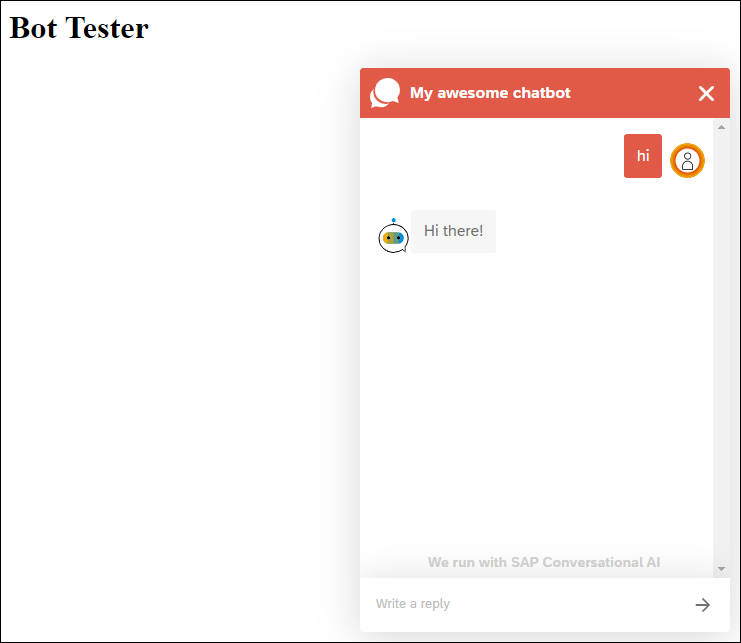 Bot Tester
My awesome chatbot
hi
Hi there!
We run with SAP Conversational AI
Write a reply